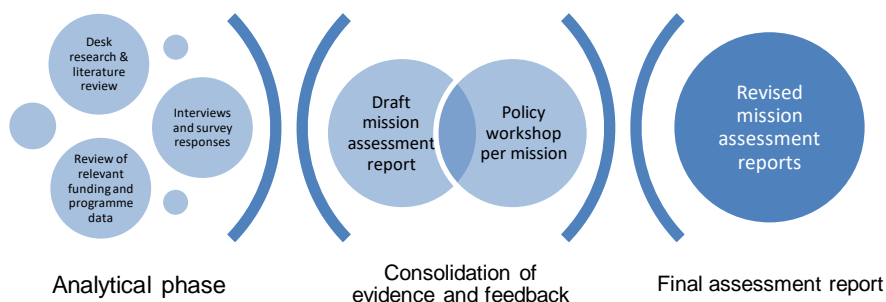 Desk
research &
literature
review
Interviews
and survey
responses
Review of
relevant
funding and
programme
data
Analytical phase
Draft
mission
assessment
report
Policy
workshop
per mission
Consolidation of
evidence and feedback
Revised
mission
assessment
reports
Final assessment report